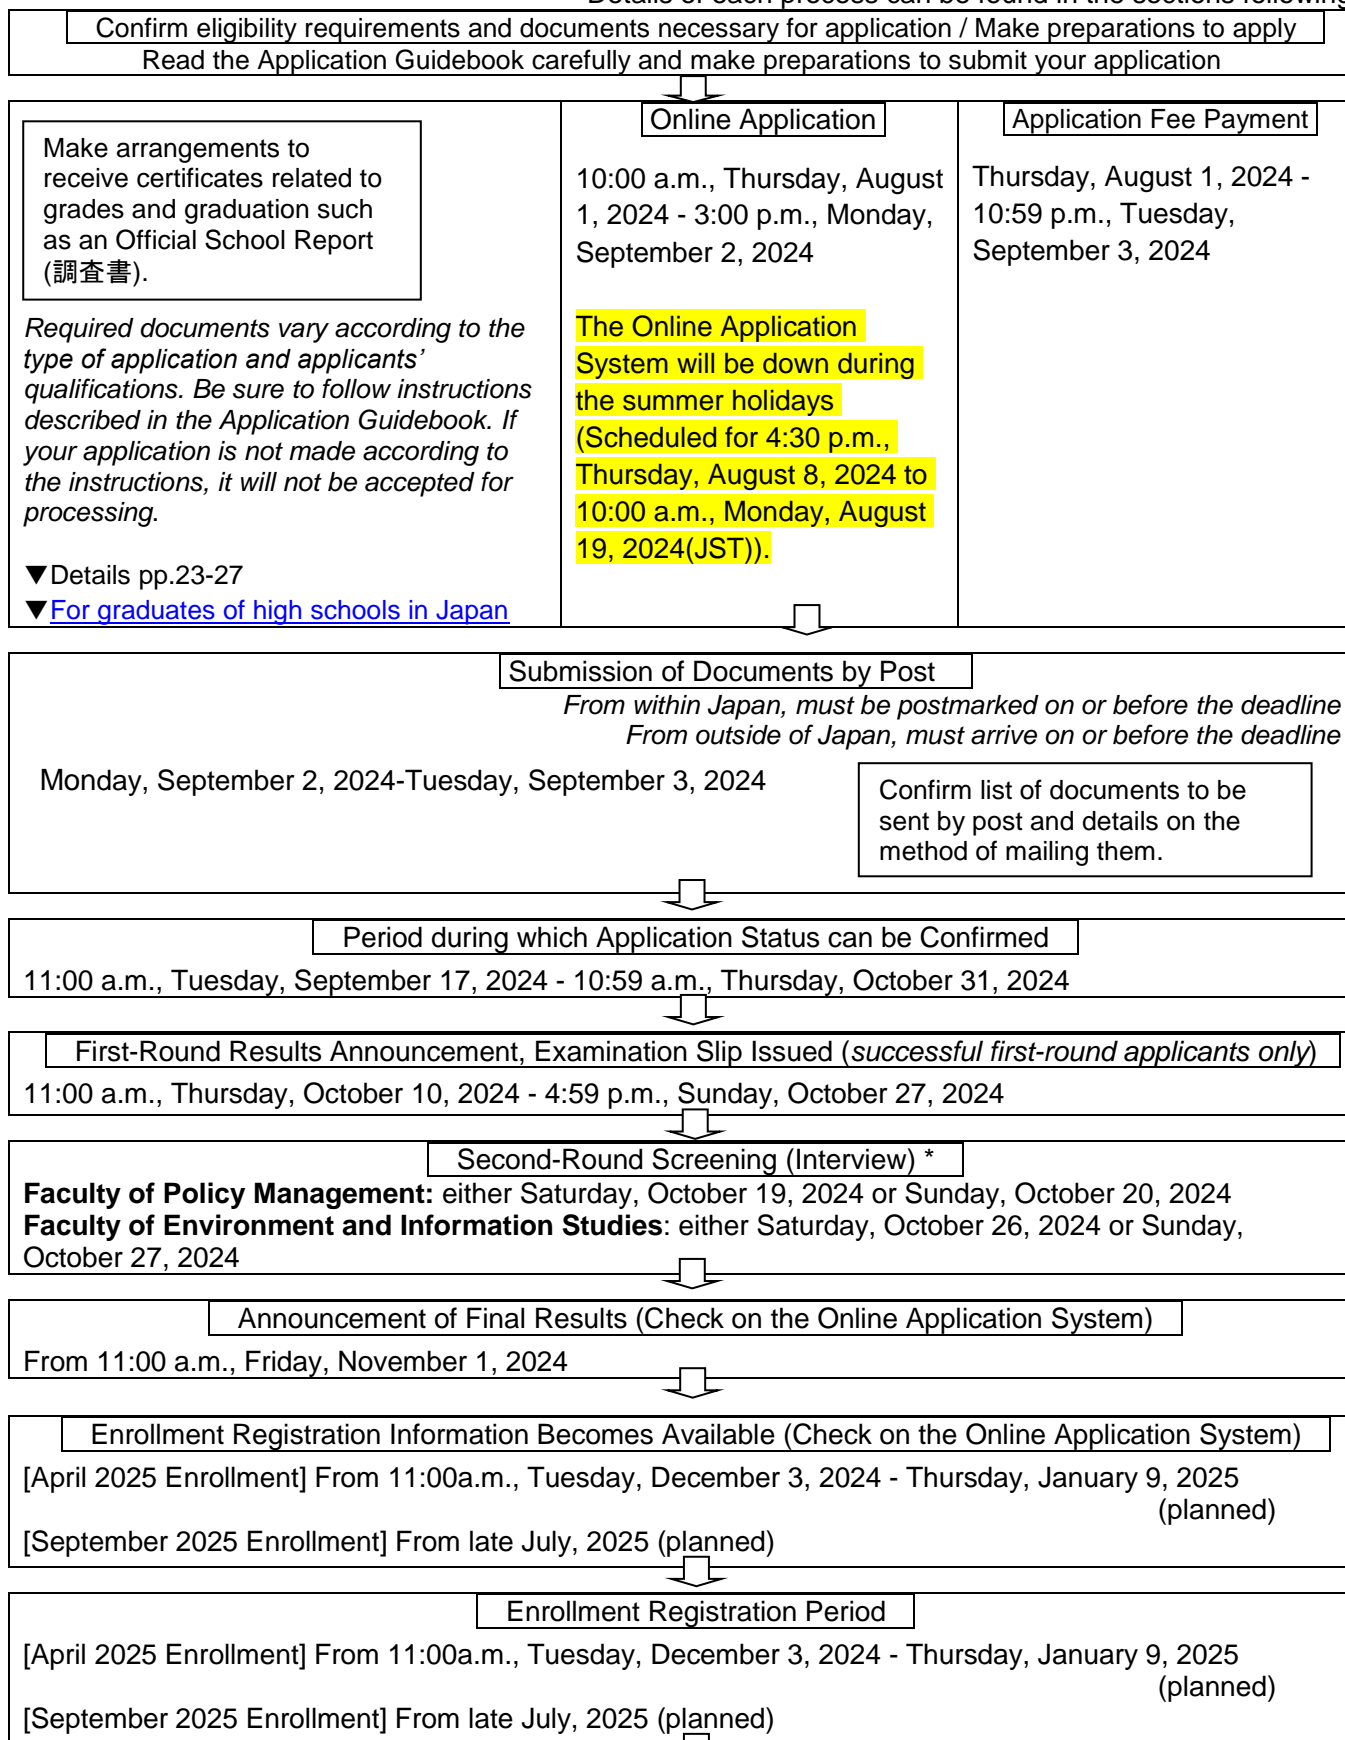 Details of each process can be found in the sections following
Confirm eligibility requirements and documents necessary for application / Make preparations to apply
Read the Application Guidebook carefully and make preparations to submit your application
Make arrangements to
receive certificates related to
grades and graduation such
as an Official School Report
(調査書).
Required documents vary according to the
type of application and applicants’
qualifications. Be sure to follow instructions
described in the Application Guidebook. If
your application is not made according to
the instructions, it will not be accepted for
processing.
▼Details pp.23-27
▼For graduates of high schools in Japan
Online Application
10:00 a.m., Thursday, August
1, 2024 - 3:00 p.m., Monday,
September 2, 2024
The Online Application
System will be down during
the summer holidays
(Scheduled for 4:30 p.m.,
Thursday, August 8, 2024 to
10:00 a.m., Monday, August
19, 2024(JST)).
Application Fee Payment
Thursday, August 1, 2024 -
10:59 p.m., Tuesday,
September 3, 2024
Submission of Documents by Post
From within Japan, must be postmarked on or before the deadline
From outside of Japan, must arrive on or before the deadline
Monday, September 2, 2024-Tuesday, September 3, 2024
Confirm list of documents to be
sent by post and details on the
method of mailing them.
Period during which Application Status can be Confirmed
11:00 a.m., Tuesday, September 17, 2024 - 10:59 a.m., Thursday, October 31, 2024
First-Round Results Announcement, Examination Slip Issued (successful first-round applicants only)
11:00 a.m., Thursday, October 10, 2024 - 4:59 p.m., Sunday, October 27, 2024
Second-Round Screening (Interview) *
Faculty of Policy Management: either Saturday, October 19, 2024 or Sunday, October 20, 2024
Faculty of Environment and Information Studies: either Saturday, October 26, 2024 or Sunday,
October 27, 2024
Announcement of Final Results (Check on the Online Application System)
From 11:00 a.m., Friday, November 1, 2024
Enrollment Registration Information Becomes Available (Check on the Online Application System)
[April 2025 Enrollment] From 11:00a.m., Tuesday, December 3, 2024 - Thursday, January 9, 2025
(planned)
[September 2025 Enrollment] From late July, 2025 (planned)
Enrollment Registration Period
[April 2025 Enrollment] From 11:00a.m., Tuesday, December 3, 2024 - Thursday, January 9, 2025
(planned)
[September 2025 Enrollment] From late July, 2025 (planned)